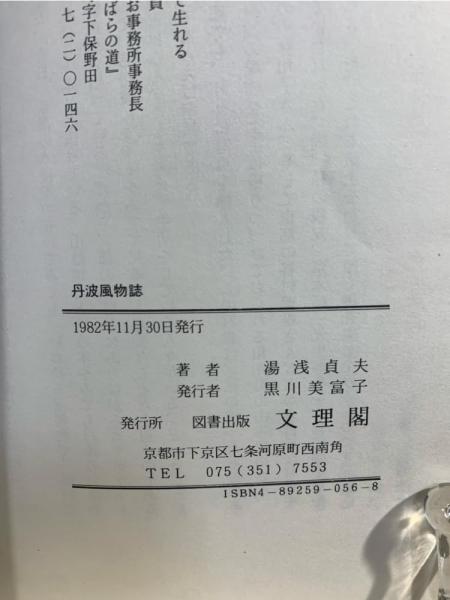 で生れる
員
お事務所事務長
ばらの道』
字下保野田
七(二)〇一四六
丹波風物誌
1982年11月30日発行
著者 湯浅貞夫
発行者 黒川美富子
発行所 図書出版 文理閣
京都市下京区七条河原町西南角
TEL 075(351)7553
ISBN4-89259-056-8